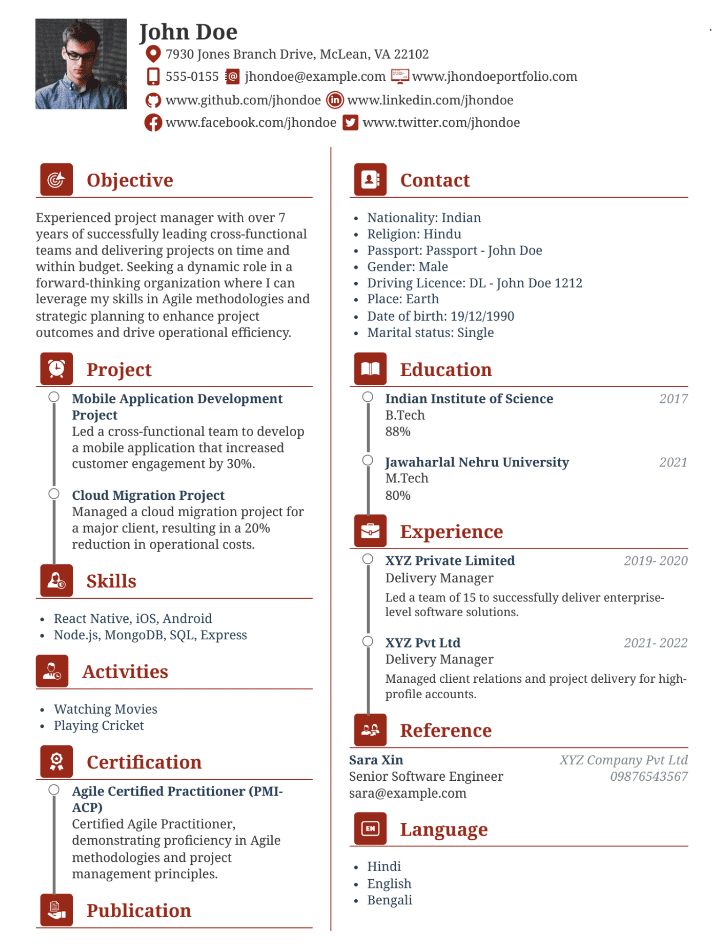 John Doe
7930 Jones Branch Drive, McLean, VA 22102
555-0155 jhondoe@example.com www.jhondoeportfolio.com
www.github.com/jhondoe www.linkedin.com/jhondoe
www.facebook.com/jhondoe www.twitter.com/jhondoe
Objective
Experienced project manager with over 7
years of successfully leading cross-functional
teams and delivering projects on time and
within budget. Seeking a dynamic role in a
forward-thinking organization where I can
leverage my skills in Agile methodologies and
strategic planning to enhance project
outcomes and drive operational efficiency.
Project
Mobile Application Development
Project
Led a cross-functional team to develop
a mobile application that increased
customer engagement by 30%.
Cloud Migration Project
Managed a cloud migration project for
a major client, resulting in a 20%
reduction in operational costs.
Skills
• React Native, iOS, Android
• Node.js, MongoDB, SQL, Express
Activities
• Watching Movies
• Playing Cricket
Certification
Agile Certified Practitioner (PMI-
ACP)
Certified Agile Practitioner,
demonstrating proficiency in Agile
methodologies and project
management principles.
Publication
Contact
• Nationality: Indian
• Religion: Hindu
• Passport: Passport - John Doe
• Gender: Male
• Driving Licence: DL - John Doe 1212
• Place: Earth
• Date of birth: 19/12/1990
• Marital status: Single
Education
Indian Institute of Science 2017
B.Tech
88%
Jawaharlal Nehru University 2021
M.Tech
80%
Experience
XYZ Private Limited 2019- 2020
Delivery Manager
Led a team of 15 to successfully deliver enterprise-
level software solutions.
XYZ Pvt Ltd 2021- 2022
Delivery Manager
Managed client relations and project delivery for high-
profile accounts.
Reference
Sara Xin XYZ Company Pvt Ltd
Senior Software Engineer 09876543567
sara@example.com
EN
Language
• Hindi
• English
• Bengali